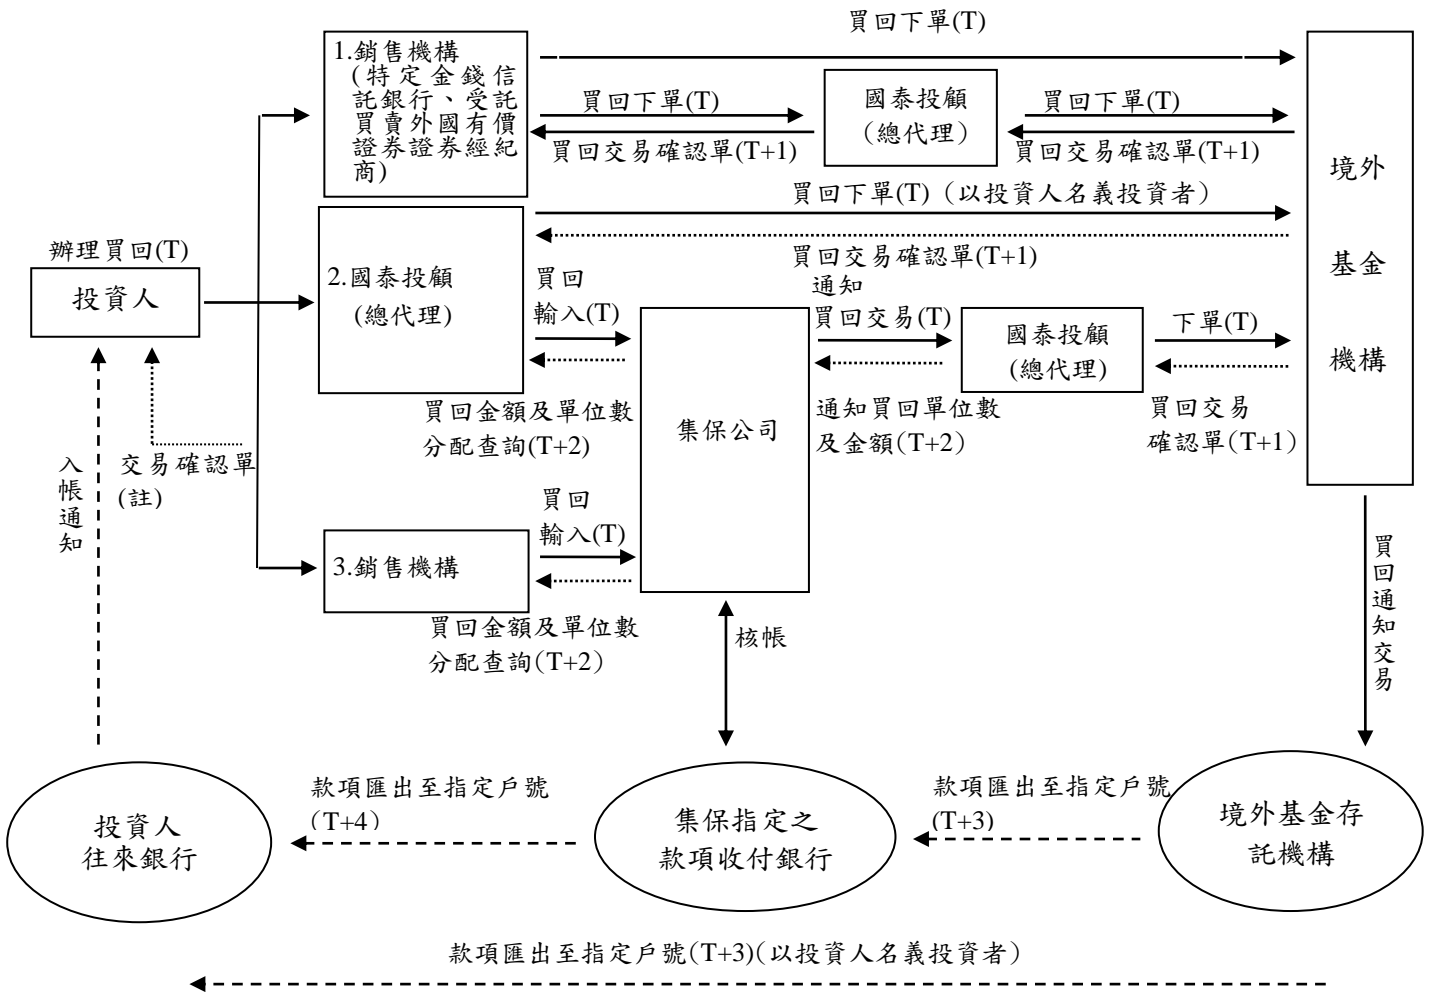 買回下單(T)
1.銷售機構
(特定金錢信
託銀行、受託
買賣外國有價
證券證券經紀
商)
買回下單(T)
買回交易確認單(T+1)
國泰投顧
(總代理)
買回下單(T)
買回交易確認單(T+1)
境外
基金
機構
買回下單(T)（以投資人名義投資者）
買回交易確認單(T+1)
辦理買回(T)
投資人
2.國泰投顧
(總代理)
買回
輸入(T)
通知
買回交易(T)
國泰投顧
(總代理)
下單(T)
買回金額及單位數
分配查詢(T+2)
集保公司
通知買回單位數
及金額(T+2)
買回交易
確認單(T+1)
入帳通知
交易確認單
(註)
買回
輸入(T)
3.銷售機構
買回金額及單位數
分配查詢(T+2)
核帳
買回通知交易
款項匯出至指定戶號
(T+4)
款項匯出至指定戶號
(T+3)
投資人
往來銀行
集保指定之
款項收付銀行
境外基金存
託機構
款項匯出至指定戶號(T+3)(以投資人名義投資者)